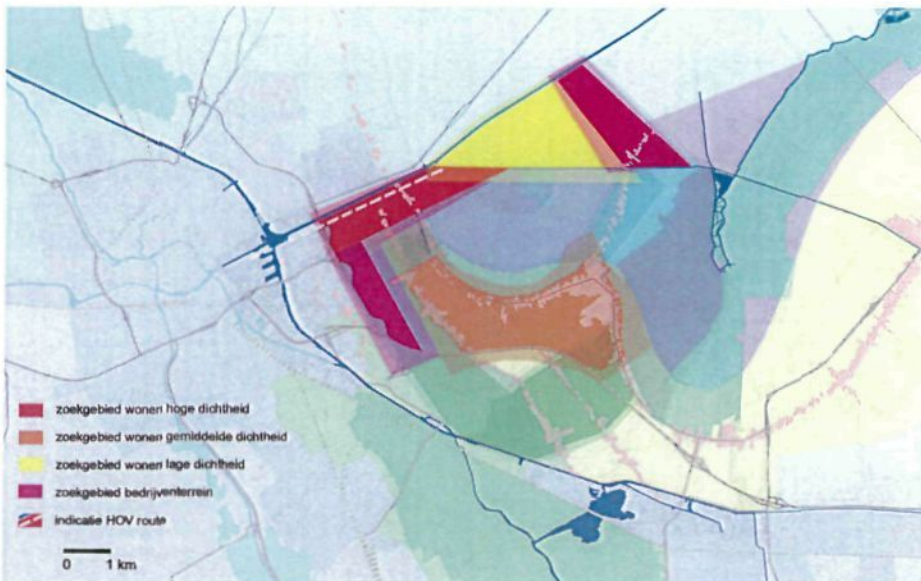 zoekgebied wonen hoge dichtheid
zoekgebied wonen gemiddelde dichtheid
zoekgebied wonen lage dichtheid
zoekgebied bedrijventerrein
indicatie HOV route
0 1 km